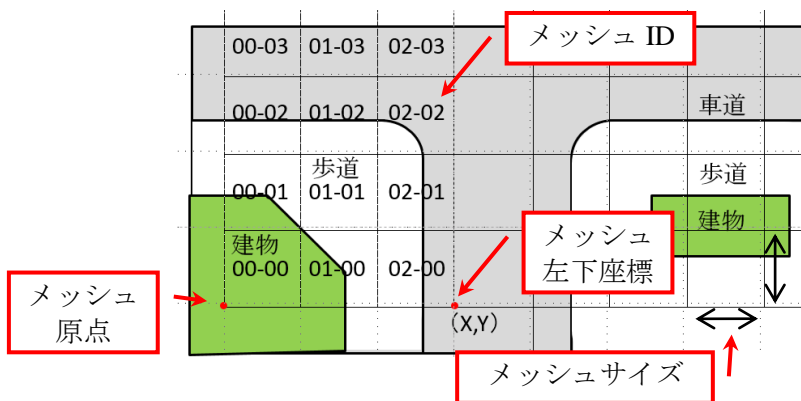 00-03 01-03 02-03
メッシュ ID
00-02 01-02 02-02
車道
歩道
歩道
00-01 01-01 02-01
建物
建物
メッシュ
左下座標
00-00 01-00 02-00
メッシュ
原点
(X,Y)
メッシュサイズ